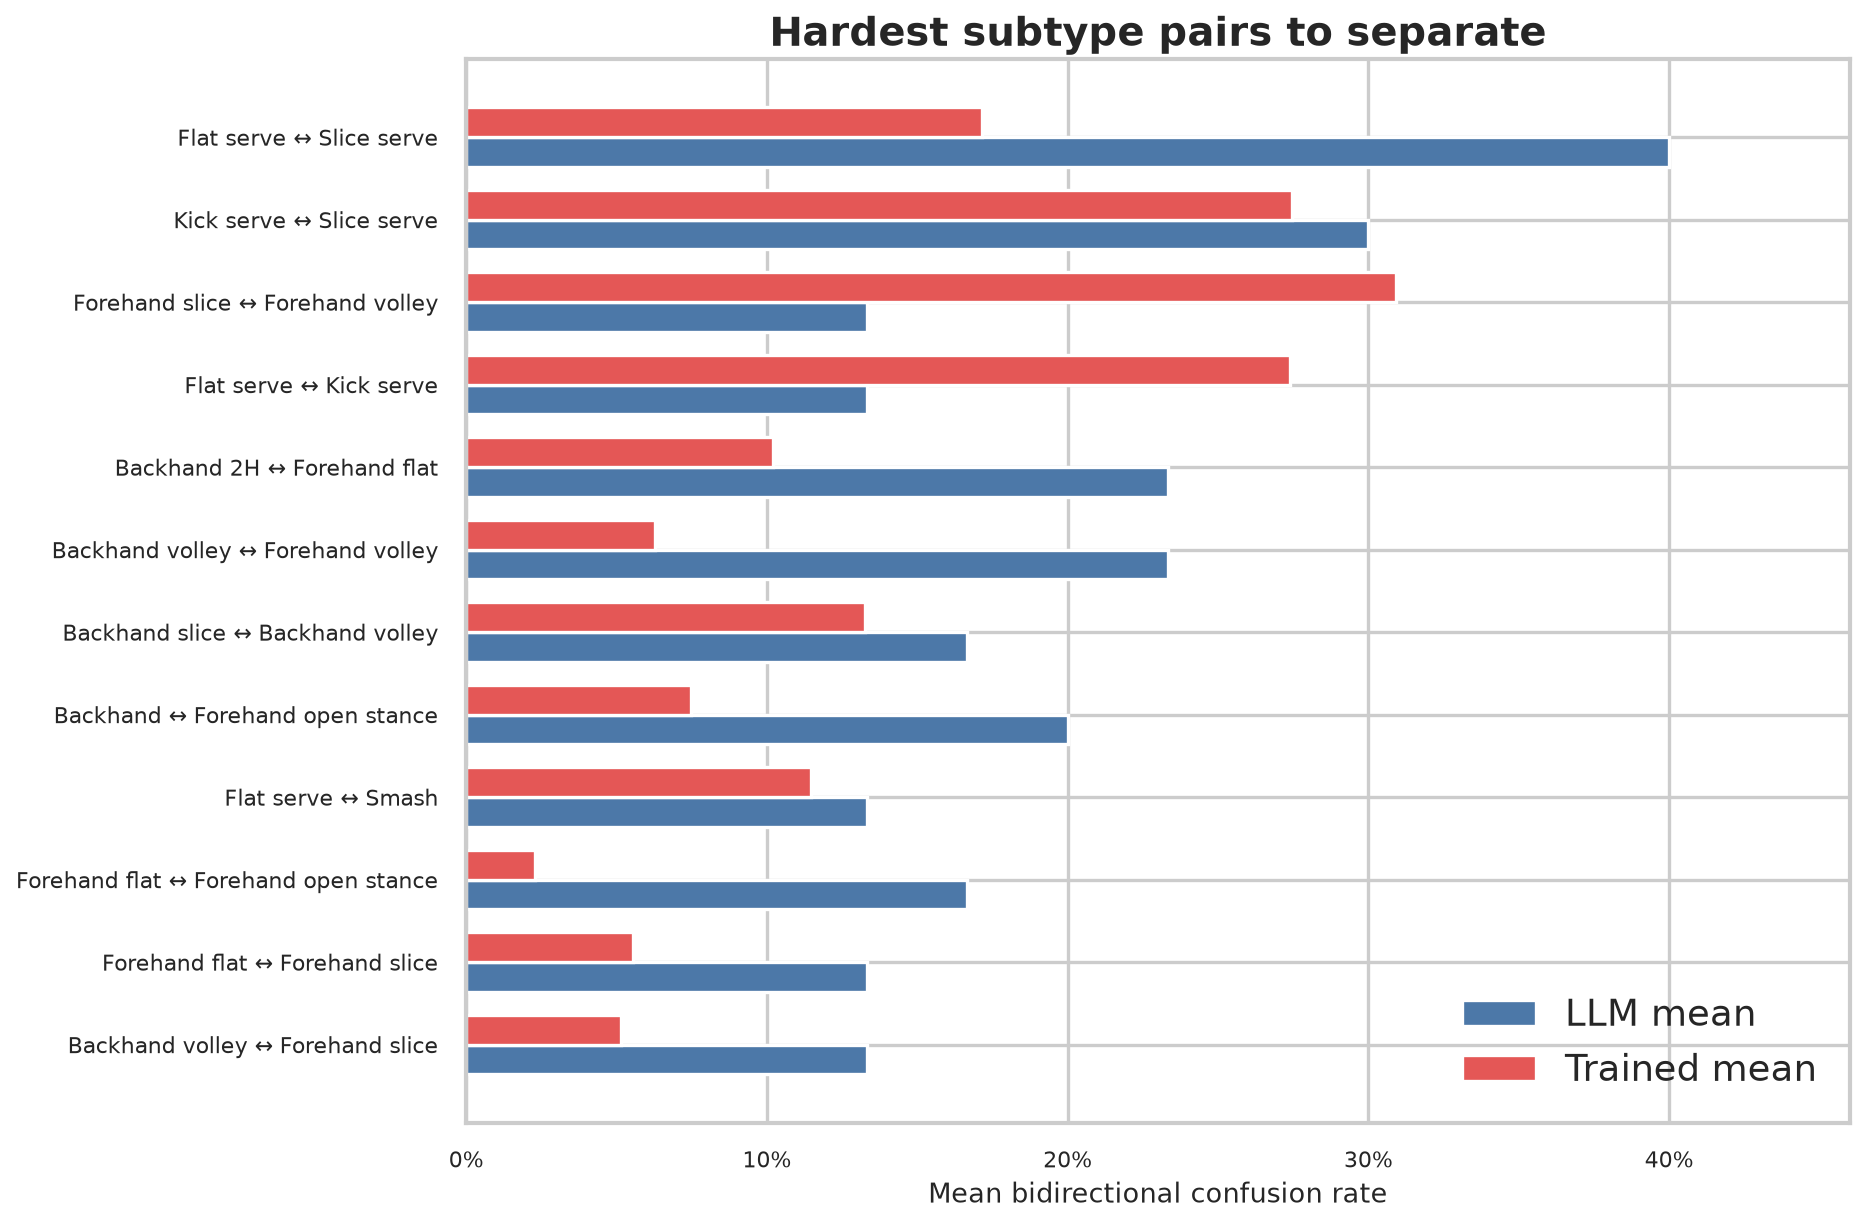 Hardest subtype pairs to separate
Flat serve ↔ Slice serve
Kick serve ↔ Slice serve
Forehand slice ↔ Forehand volley
Flat serve ↔ Kick serve
Backhand 2H ↔ Forehand flat
Backhand volley ↔ Forehand volley
Backhand slice ↔ Backhand volley
Backhand ↔ Forehand open stance
Flat serve ↔ Smash
Forehand flat ↔ Forehand open stance
Forehand flat ↔ Forehand slice
Backhand volley ↔ Forehand slice
LLM mean
Trained mean
0% 10% 20% 30% 40%
Mean bidirectional confusion rate